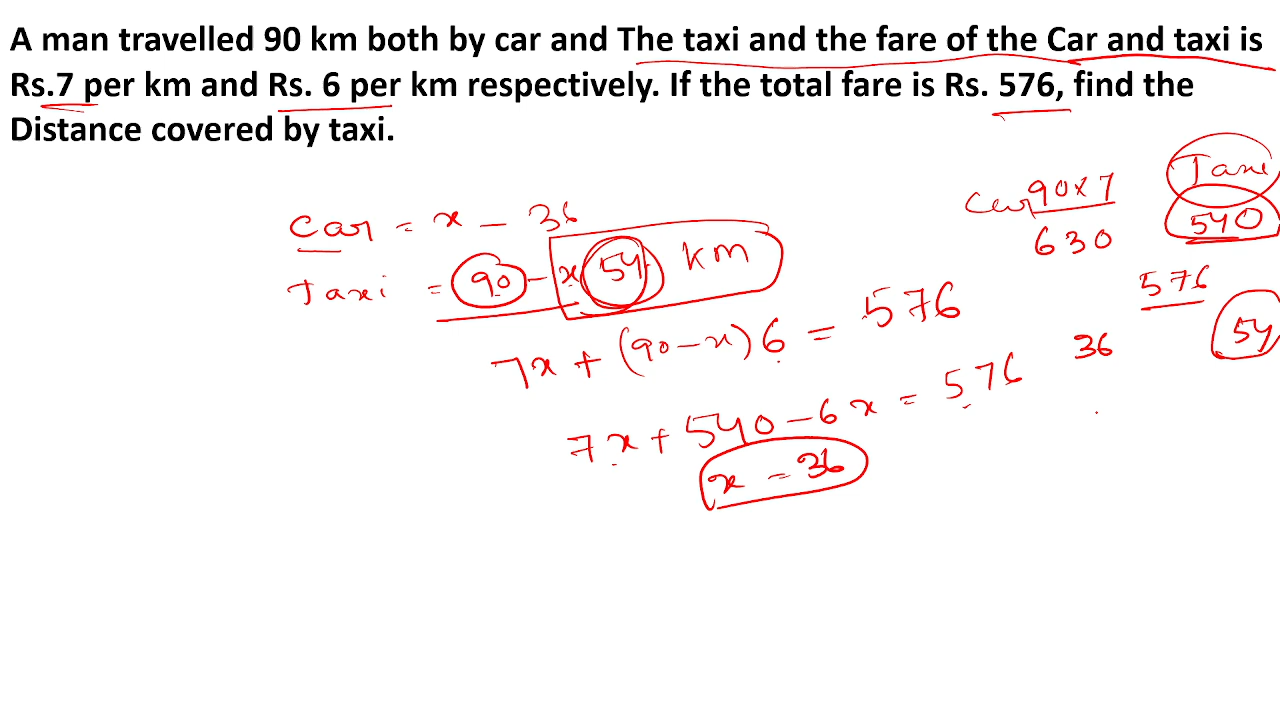 A man travelled 90 km both by car and The taxi and the fare of the Car and taxi is
Rs.7 per km and Rs. 6 per km respectively. If the total fare is Rs. 576, find the
Distance covered by taxi.
Car = x - 36
Taxi = 90 - x 54 km
7x + (90-x) 6 = 576
7x + 540 - 6x = 576
x = 36
Car 90 x 7
630
Taxi
540
576
36
54